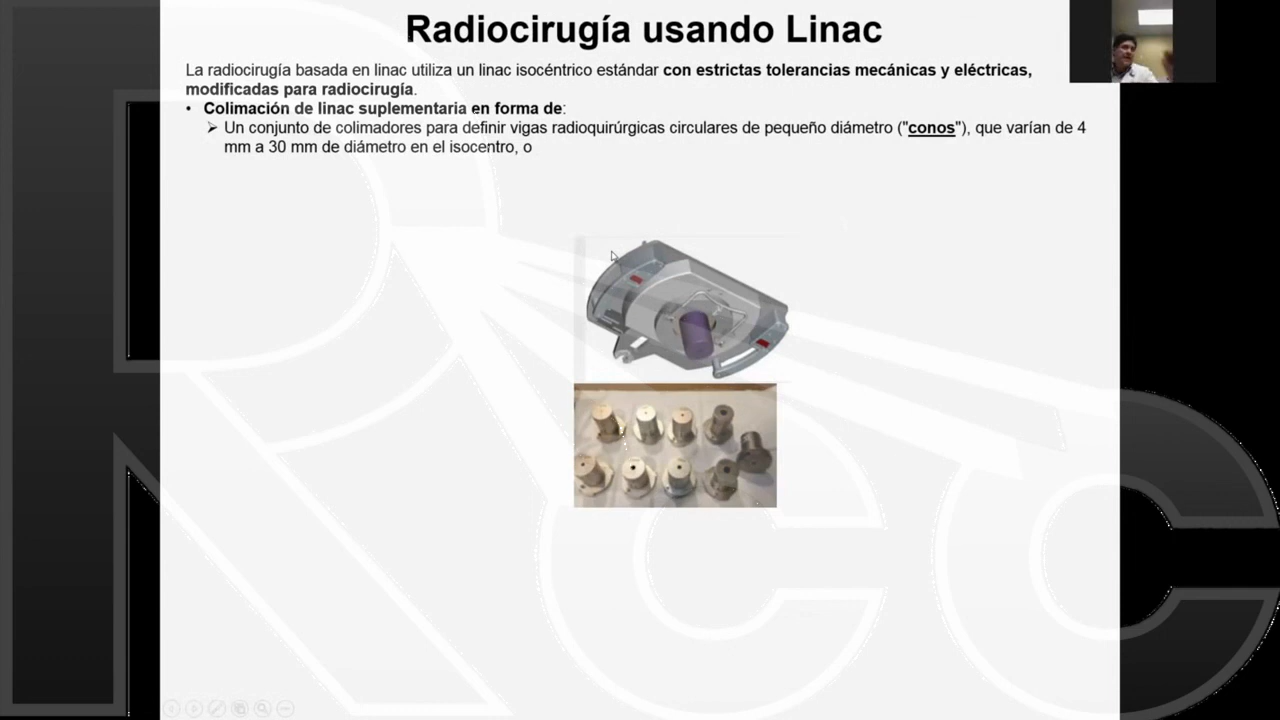 Radiocirugía usando Linac
La radiocirugía basada en linac utiliza un linac isocéntrico estándar con estrictas tolerancias mecánicas y eléctricas,
modificadas para radiocirugía.
• Colimación de linac suplementaria en forma de:
➢ Un conjunto de colimadores para definir vigas radioquirúrgicas circulares de pequeño diámetro ("conos"), que varían de 4
mm a 30 mm de diámetro en el isocentro, o
Rcc